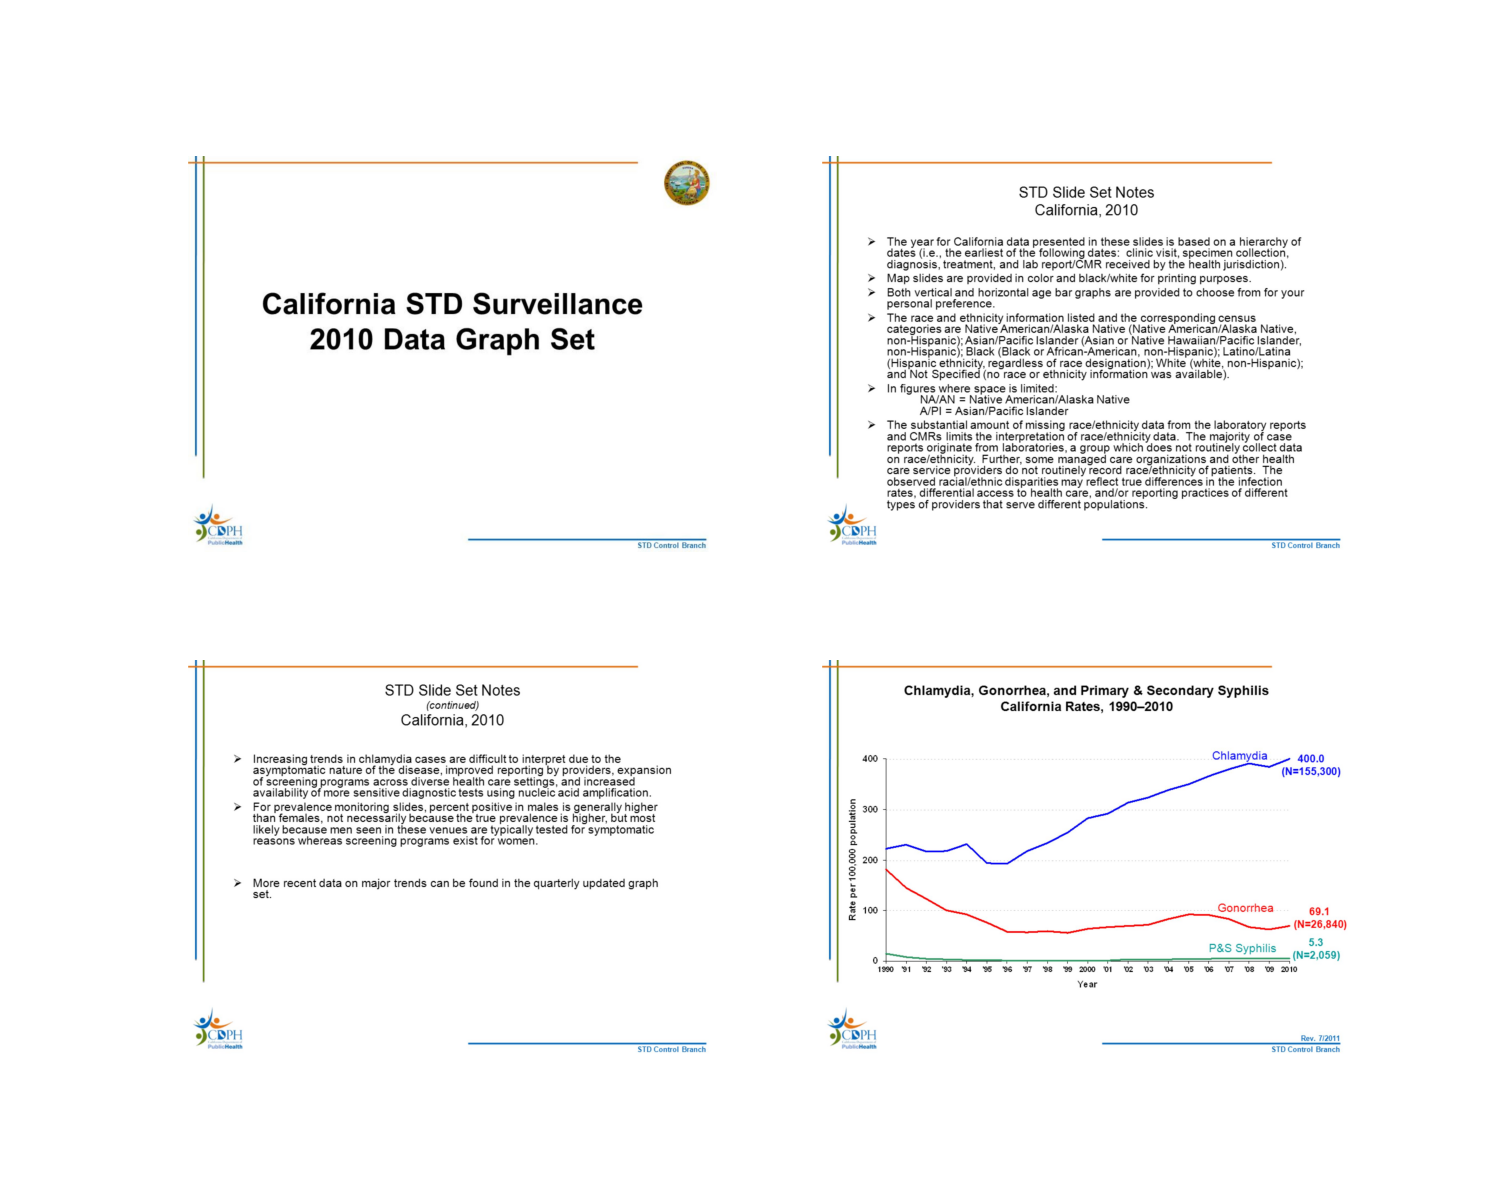 California STD Surveillance
2010 Data Graph Set
CDPH
PublicHealth
STD Control Branch
STD Slide Set Notes
California, 2010
➢ The year for California data presented in these slides is based on a hierarchy of
dates (i.e., the earliest of the following dates:  clinic visit, specimen collection,
diagnosis, treatment, and lab report/CMR received by the health jurisdiction).
➢ Map slides are provided in color and black/white for printing purposes.
➢ Both vertical and horizontal age bar graphs are provided to choose from for your
personal preference.
➢ The race and ethnicity information listed and the corresponding census
categories are Native American/Alaska Native (Native American/Alaska Native,
non-Hispanic); Asian/Pacific Islander (Asian or Native Hawaiian/Pacific Islander,
non-Hispanic); Black (Black or African-American, non-Hispanic); Latino/Latina
(Hispanic ethnicity, regardless of race designation); White (white, non-Hispanic);
and Not Specified (no race or ethnicity information was available).
➢ In figures where space is limited:
NA/AN = Native American/Alaska Native
A/PI = Asian/Pacific Islander
➢ The substantial amount of missing race/ethnicity data from the laboratory reports
and CMRs limits the interpretation of race/ethnicity data.  The majority of case
reports originate from laboratories, a group which does not routinely collect data
on race/ethnicity.  Further, some managed care organizations and other health
care service providers do not routinely record race/ethnicity of patients.  The
observed racial/ethnic disparities may reflect true differences in the infection
rates, differential access to health care, and/or reporting practices of different
types of providers that serve different populations.
CDPH
PublicHealth
STD Control Branch
STD Slide Set Notes
(continued)
California, 2010
➢ Increasing trends in chlamydia cases are difficult to interpret due to the
asymptomatic nature of the disease, improved reporting by providers, expansion
of screening programs across diverse health care settings, and increased
availability of more sensitive diagnostic tests using nucleic acid amplification.
➢ For prevalence monitoring slides, percent positive in males is generally higher
than females, not necessarily because the true prevalence is higher, but most
likely because men seen in these venues are typically tested for symptomatic
reasons whereas screening programs exist for women.
➢ More recent data on major trends can be found in the quarterly updated graph
set.
CDPH
PublicHealth
STD Control Branch
Chlamydia, Gonorrhea, and Primary & Secondary Syphilis
California Rates, 1990–2010
Rate per 100,000 population
400
300
200
100
0
Chlamydia
400.0
(N=155,300)
Gonorrhea
69.1
(N=26,840)
P&S Syphilis
5.3
(N=2,059)
1990 '91 '92 '93 '94 '95 '96 '97 '98 '99 2000 '01 '02 '03 '04 '05 '06 '07 '08 '09 2010
Year
CDPH
PublicHealth
Rev. 7/2011
STD Control Branch